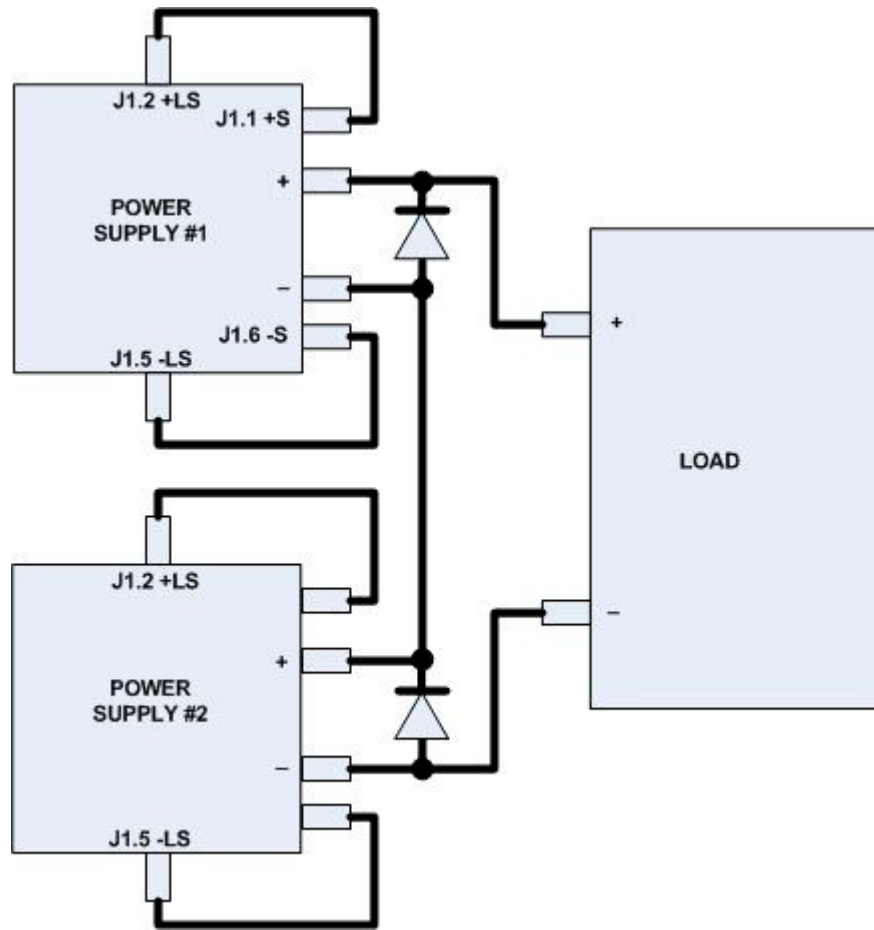 J1.2 +LS
J1.1 +S
+
POWER
SUPPLY #1
–
J1.6 -S
J1.5 -LS
+
LOAD
–
J1.2 +LS
+
POWER
SUPPLY #2
–
J1.5 -LS